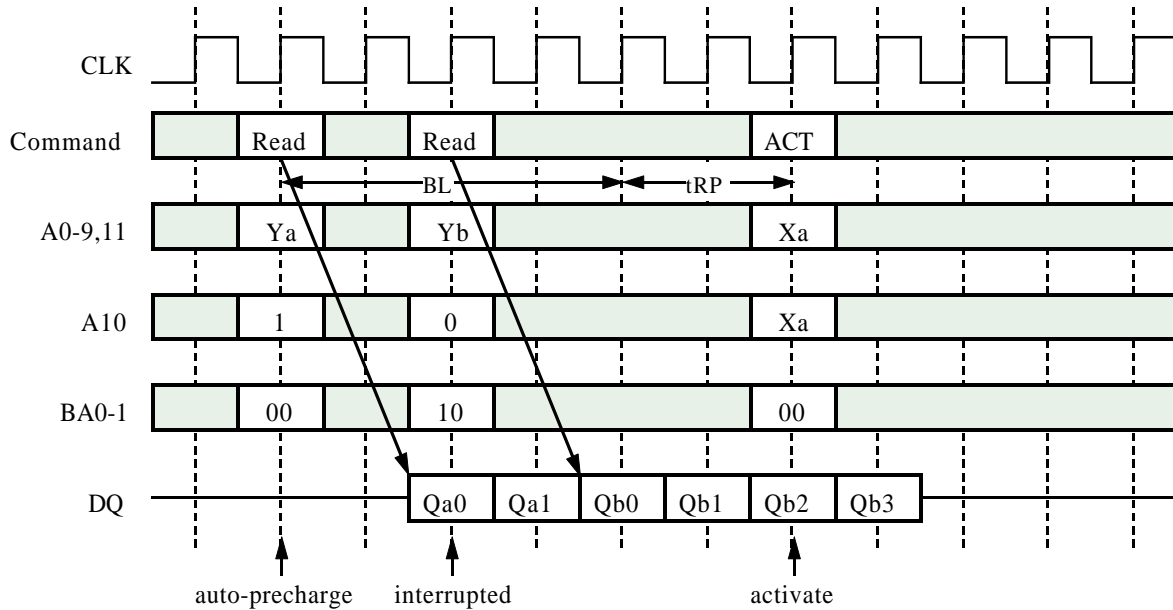 CLK
Command Read Read ACT
BL tRP
A0-9,11 Ya Yb Xa
A10 1 0 Xa
BA0-1 00 10 00
DQ Qa0 Qa1 Qb0 Qb1 Qb2 Qb3
auto-precharge interrupted activate